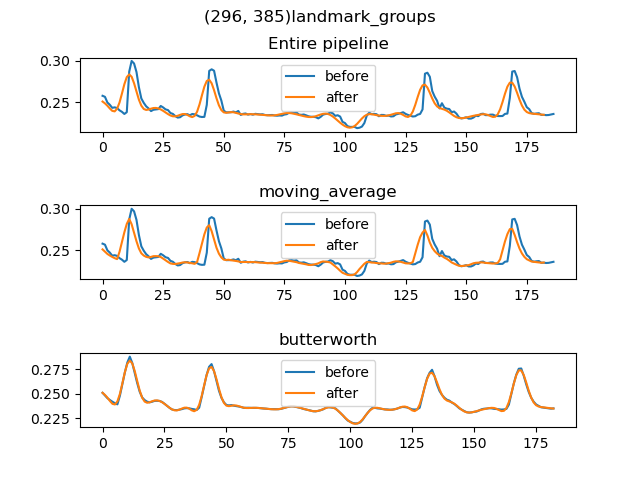 (296, 385)landmark_groups
Entire pipeline
0.30
0.25
before
after
0 25 50 75 100 125 150 175
moving_average
0.30
0.25
before
after
0 25 50 75 100 125 150 175
butterworth
0.275
0.250
0.225
before
after
0 25 50 75 100 125 150 175